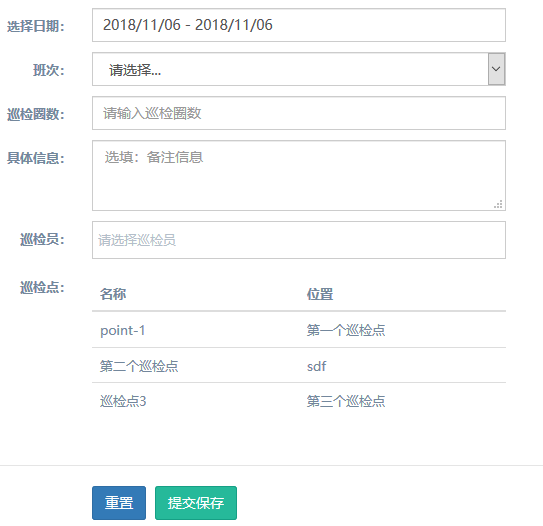 选择日期： 2018/11/06 - 2018/11/06
班次： 请选择...
巡检圈数： 请输入巡检圈数
具体信息： 选填：备注信息
巡检员： 请选择巡检员
巡检点： 名称 位置
point-1 第一个巡检点
第二个巡检点 sdf
巡检点3 第三个巡检点
重置 提交保存